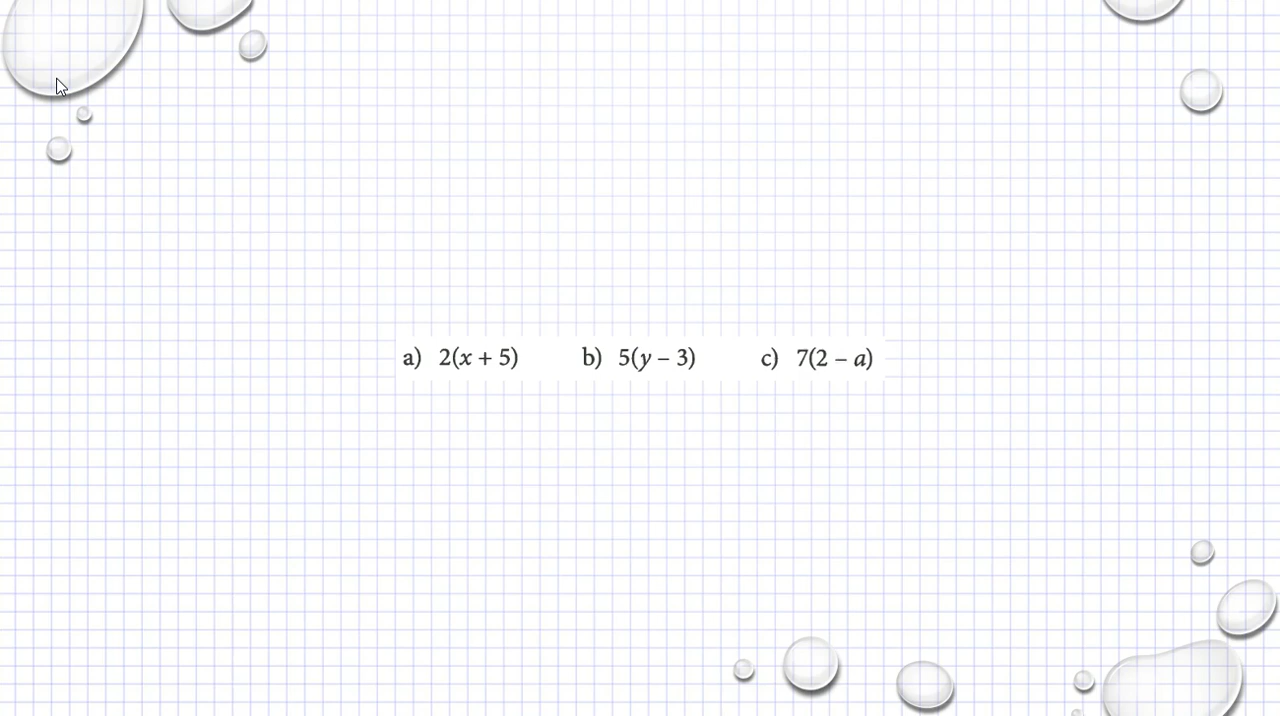 a) 2(x + 5) b) 5(y – 3) c) 7(2 – a)